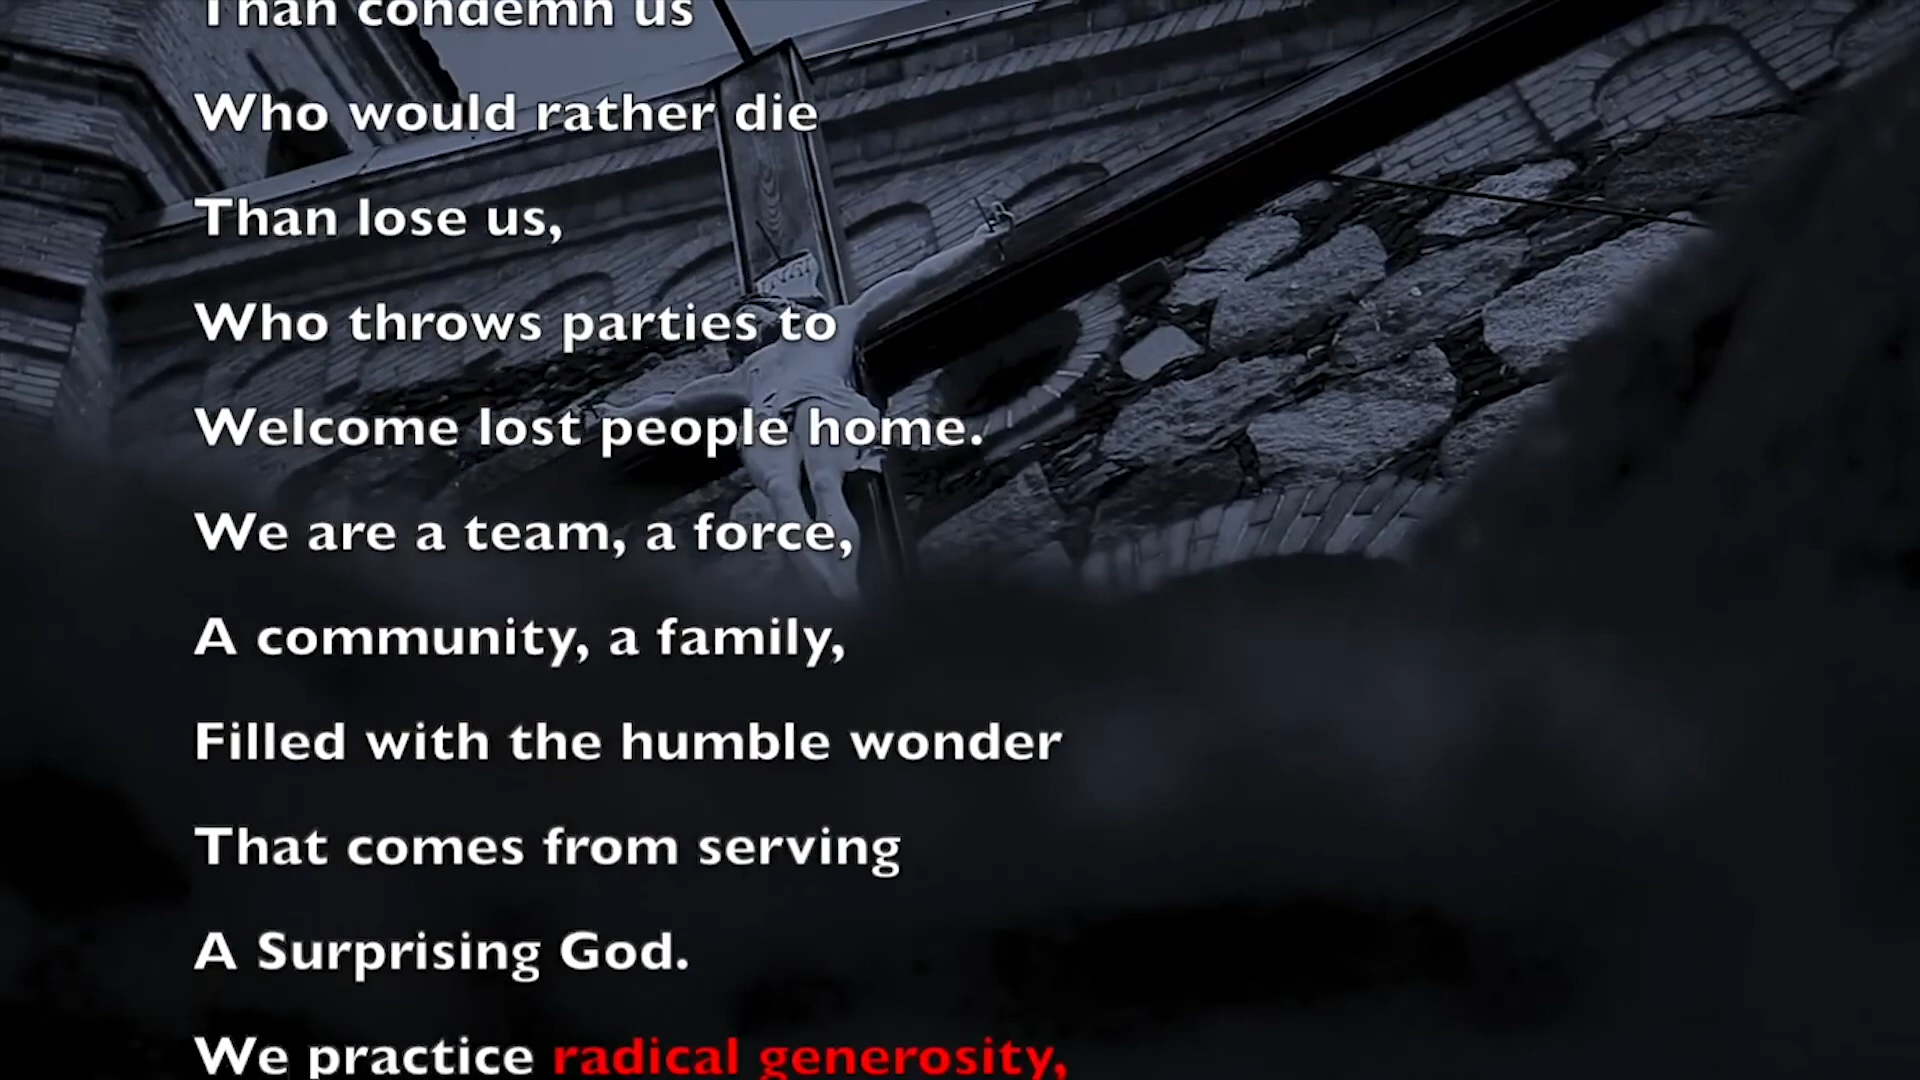 Than condemn us
Who would rather die
Than lose us,
Who throws parties to
Welcome lost people home.
We are a team, a force,
A community, a family,
Filled with the humble wonder
That comes from serving
A Surprising God.
We practice radical generosity,